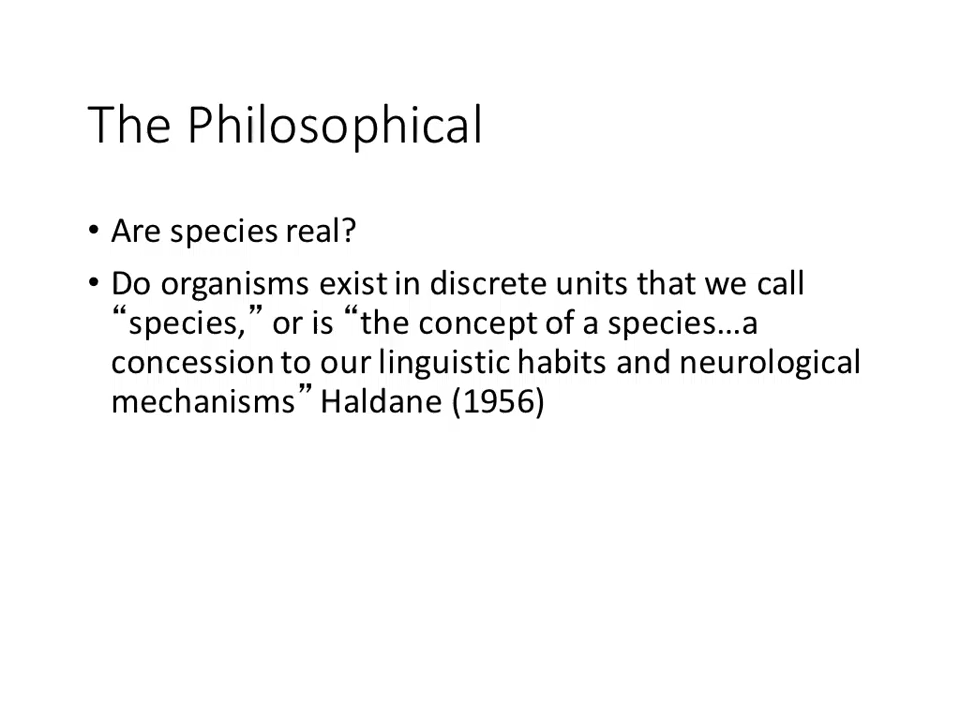 The Philosophical
• Are species real?
• Do organisms exist in discrete units that we call
“species,” or is “the concept of a species…a
concession to our linguistic habits and neurological
mechanisms” Haldane (1956)